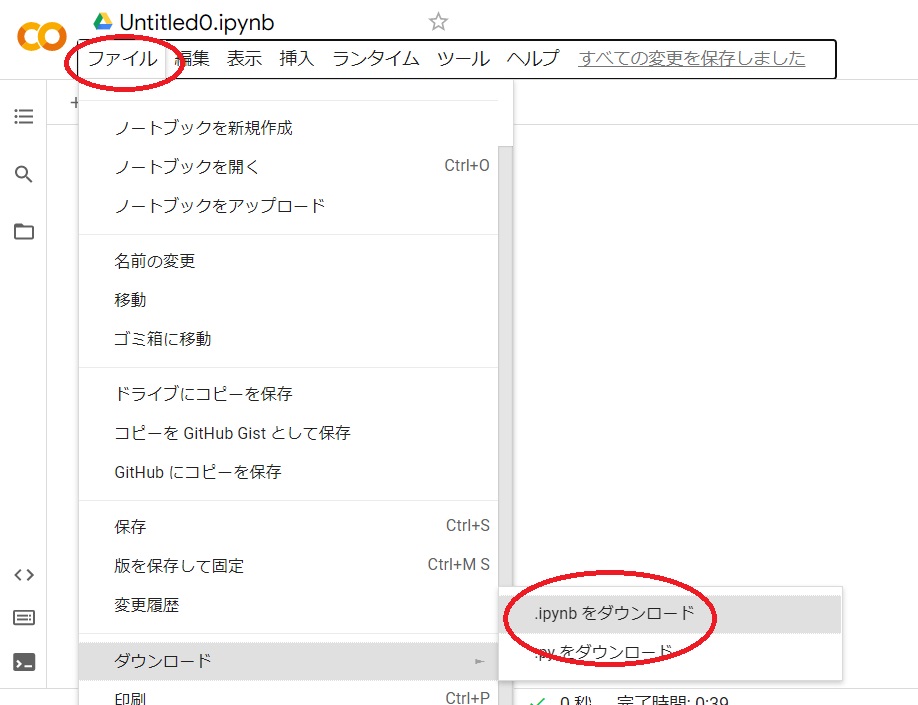 Untitled0.ipynb
ファイル 編集 表示 挿入 ランタイム ツール ヘルプ すべての変更を保存しました
+
ノートブックを新規作成
ノートブックを開く Ctrl+O
ノートブックをアップロード
名前の変更
移動
ゴミ箱に移動
ドライブにコピーを保存
コピーを GitHub Gist として保存
GitHub にコピーを保存
保存 Ctrl+S
版を保存して固定 Ctrl+M S
変更履歴
.ipynb をダウンロード
.py をダウンロード
ダウンロード
印刷 Ctrl+P
0 秒 完了時間: 0:39